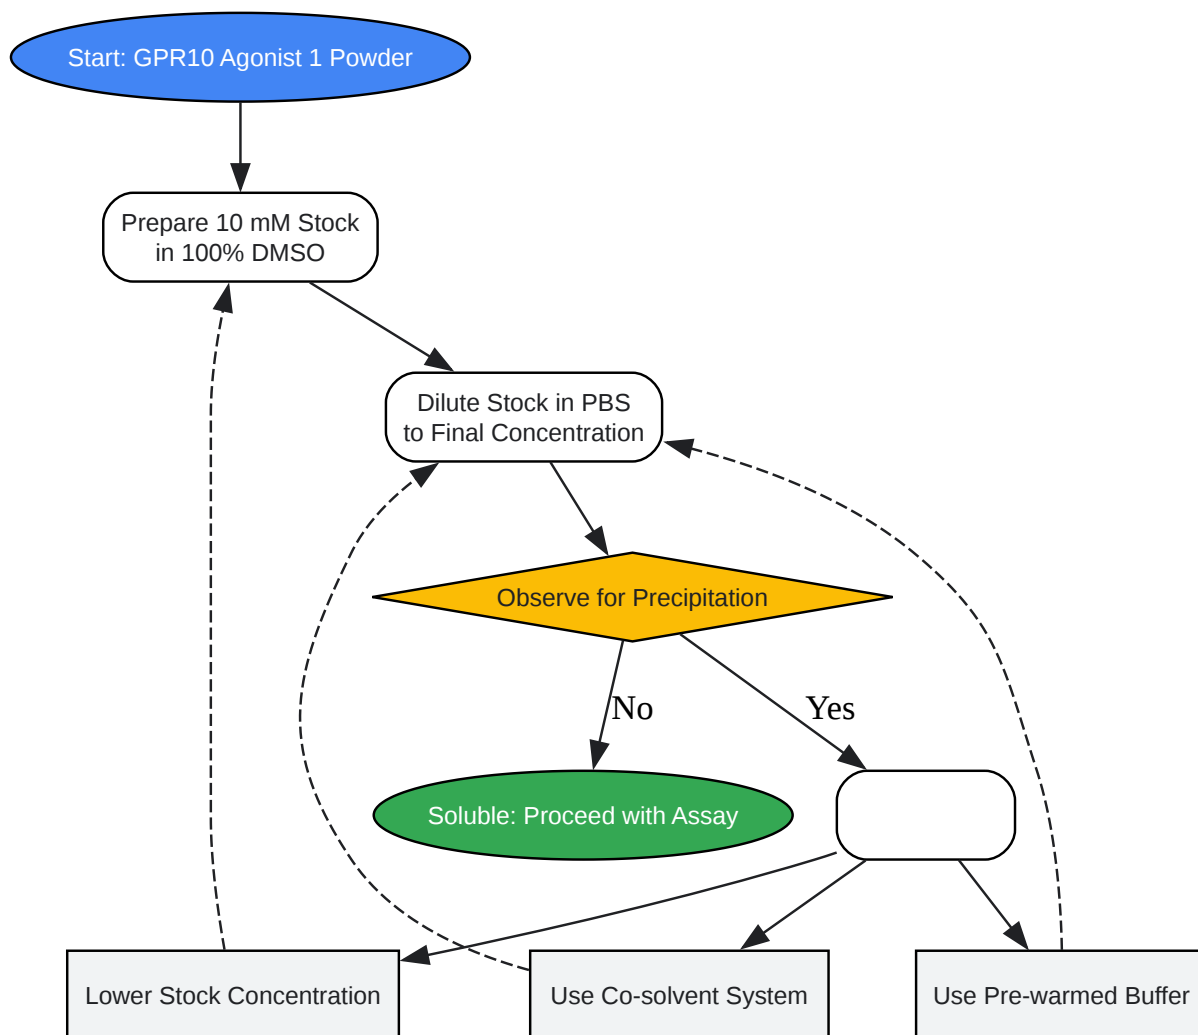 Start: GPR10 Agonist 1 Powder
Prepare 10 mM Stock
in 100% DMSO
Dilute Stock in PBS
to Final Concentration
Observe for Precipitation
No
Yes
Soluble: Proceed with Assay
Lower Stock Concentration
Use Co-solvent System
Use Pre-warmed Buffer